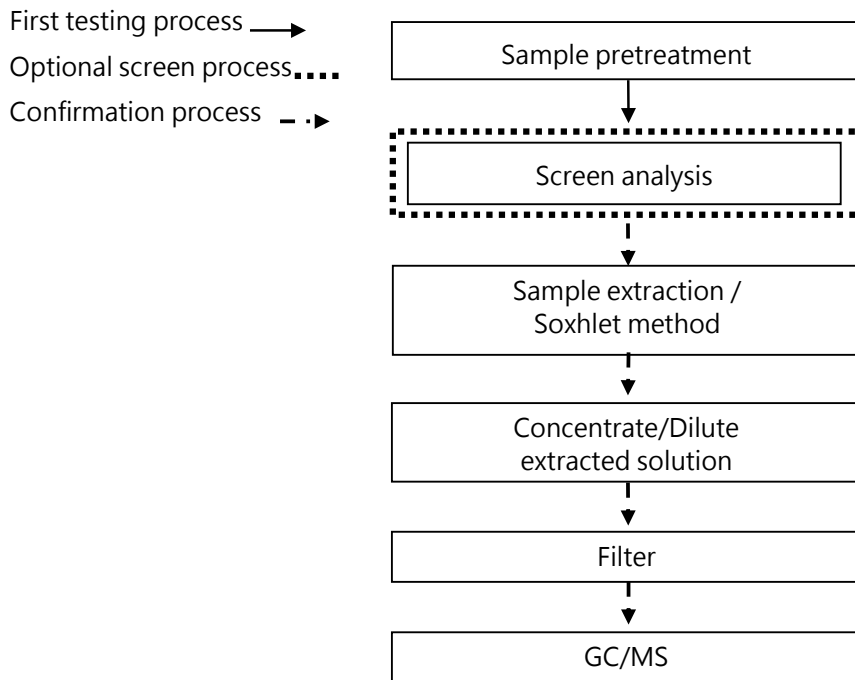 First testing process
Optional screen process
Confirmation process
Sample pretreatment
Screen analysis
Sample extraction /
Soxhlet method
Concentrate/Dilute
extracted solution
Filter
GC/MS